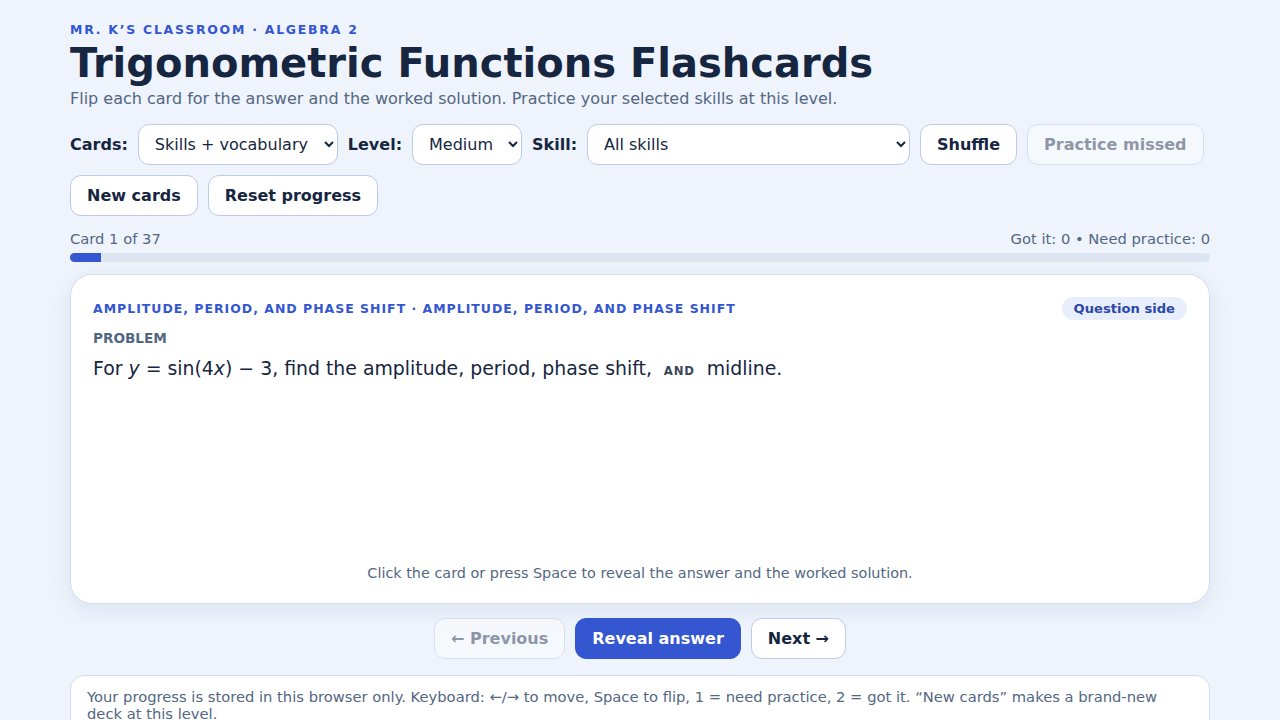 MR. K’S CLASSROOM · ALGEBRA 2
Trigonometric Functions Flashcards
Flip each card for the answer and the worked solution. Practice your selected skills at this level.
Cards: Skills + vocabulary Level: Medium Skill: All skills Shuffle Practice missed
New cards Reset progress
Card 1 of 37 Got it: 0 • Need practice: 0
AMPLITUDE, PERIOD, AND PHASE SHIFT · AMPLITUDE, PERIOD, AND PHASE SHIFT Question side
PROBLEM
For y = sin(4x) − 3, find the amplitude, period, phase shift, AND midline.
Click the card or press Space to reveal the answer and the worked solution.
← Previous Reveal answer Next →
Your progress is stored in this browser only. Keyboard: ←/→ to move, Space to flip, 1 = need practice, 2 = got it. “New cards” makes a brand-new
deck at this level.